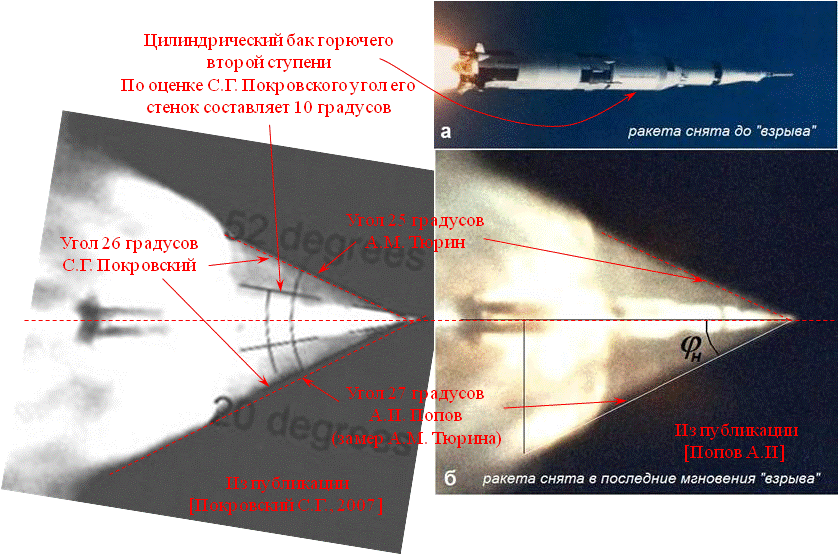 Цилиндрический бак горючего
второй ступени
По оценке С.Г. Покровского угол его
стенок составляет 10 градусов
а
ракета снята до "взрыва"
52 degrees
Угол 25 градусов
А.М. Тюрин
Угол 26 градусов
С.Г. Покровский
φн
Угол 27 градусов
А.И. Попов
(замер А.М. Тюрина)
20 degrees
Из публикации
[Попов А.И]
Из публикации
[Покровский С.Г., 2007]
б
ракета снята в последние мгновения "взрыва"